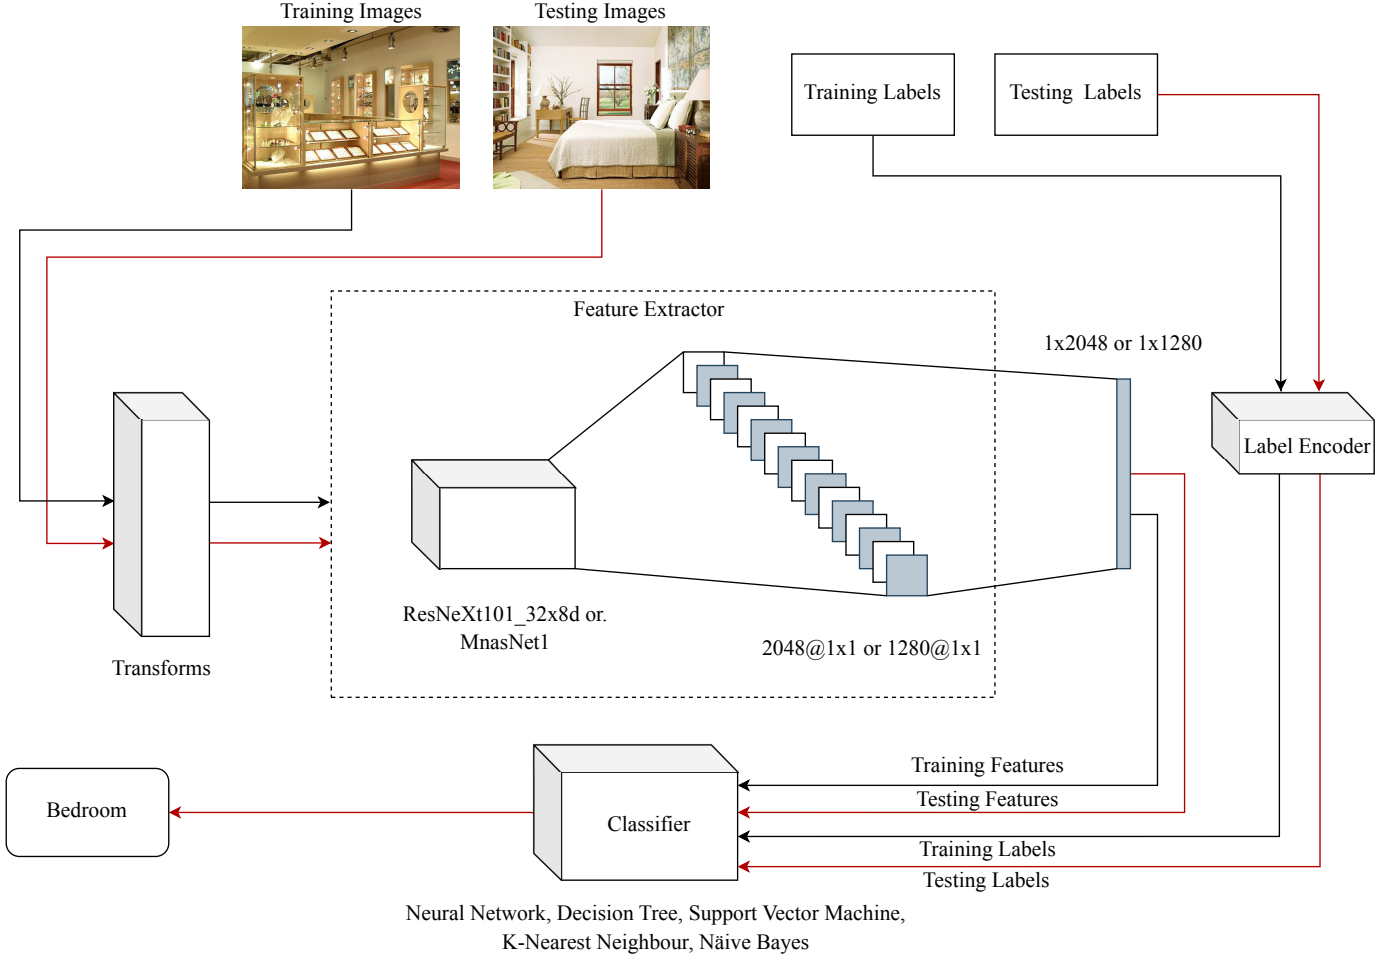 Training Images
Testing Images
Training Labels
Testing Labels
Feature Extractor
1x2048 or 1x1280
Label Encoder
ResNeXt101_32x8d or.
MnasNet1
2048@1x1 or 1280@1x1
Transforms
Training Features
Testing Features
Bedroom
Classifier
Training Labels
Testing Labels
Neural Network, Decision Tree, Support Vector Machine,
K-Nearest Neighbour, Näive Bayes